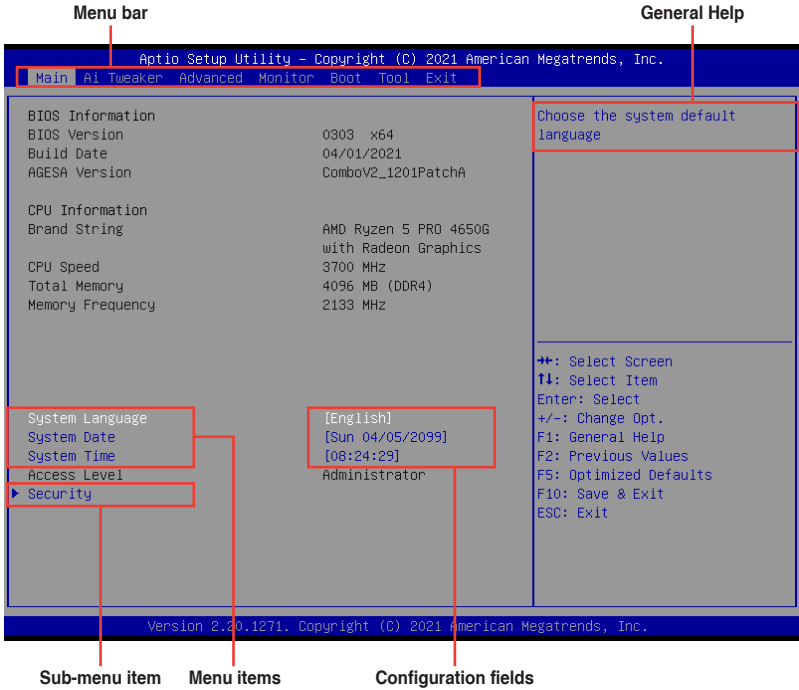 Menu bar
General Help
Aptio Setup Utility – Copyright (C) 2021 American Megatrends, Inc.
Main Ai Tweaker Advanced Monitor Boot Tool Exit
BIOS Information
BIOS Version 0303 x64
Build Date 04/01/2021
AGESA Version ComboV2_1201PatchA
CPU Information
Brand String AMD Ryzen 5 PRO 4650G
with Radeon Graphics
CPU Speed 3700 MHz
Total Memory 4096 MB (DDR4)
Memory Frequency 2133 MHz
System Language [English]
System Date [Sun 04/05/2099]
System Time [08:24:29]
Access Level Administrator
Security
Choose the system default
language
→←: Select Screen
↑↓: Select Item
Enter: Select
+/-: Change Opt.
F1: General Help
F2: Previous Values
F5: Optimized Defaults
F10: Save & Exit
ESC: Exit
Version 2.20.1271. Copyright (C) 2021 American Megatrends, Inc.
Sub-menu item
Menu items
Configuration fields